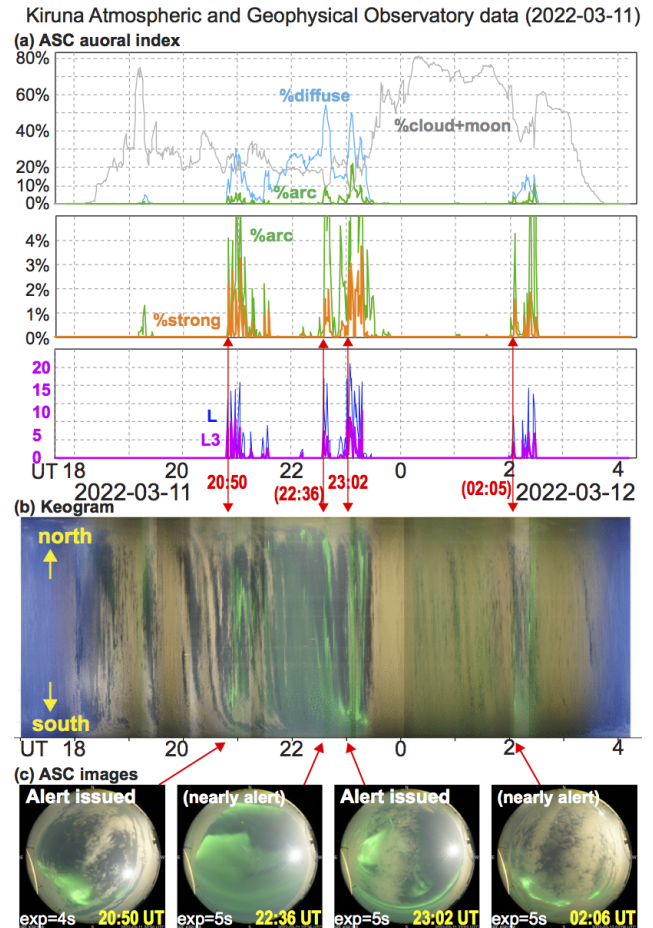 Kiruna Atmospheric and Geophysical Observatory data (2022-03-11)
(a) ASC auoral index
80%
60%
40%
20%
10%
0%
%diffuse
%cloud+moon
%arc
4%
3%
2%
1%
0%
%arc
%strong
20
15
10
5
0
L
L3
UT 18 20 22 0 2 4
2022-03-11 20:50 (22:36) 23:02 (02:05) 2022-03-12
(b) Keogram
north
south
UT 18 20 22 0 2 4
(c) ASC images
Alert issued
exp=4s 20:50 UT
(nearly alert)
exp=5s 22:36 UT
Alert issued
exp=5s 23:02 UT
(nearly alert)
exp=5s 02:06 UT